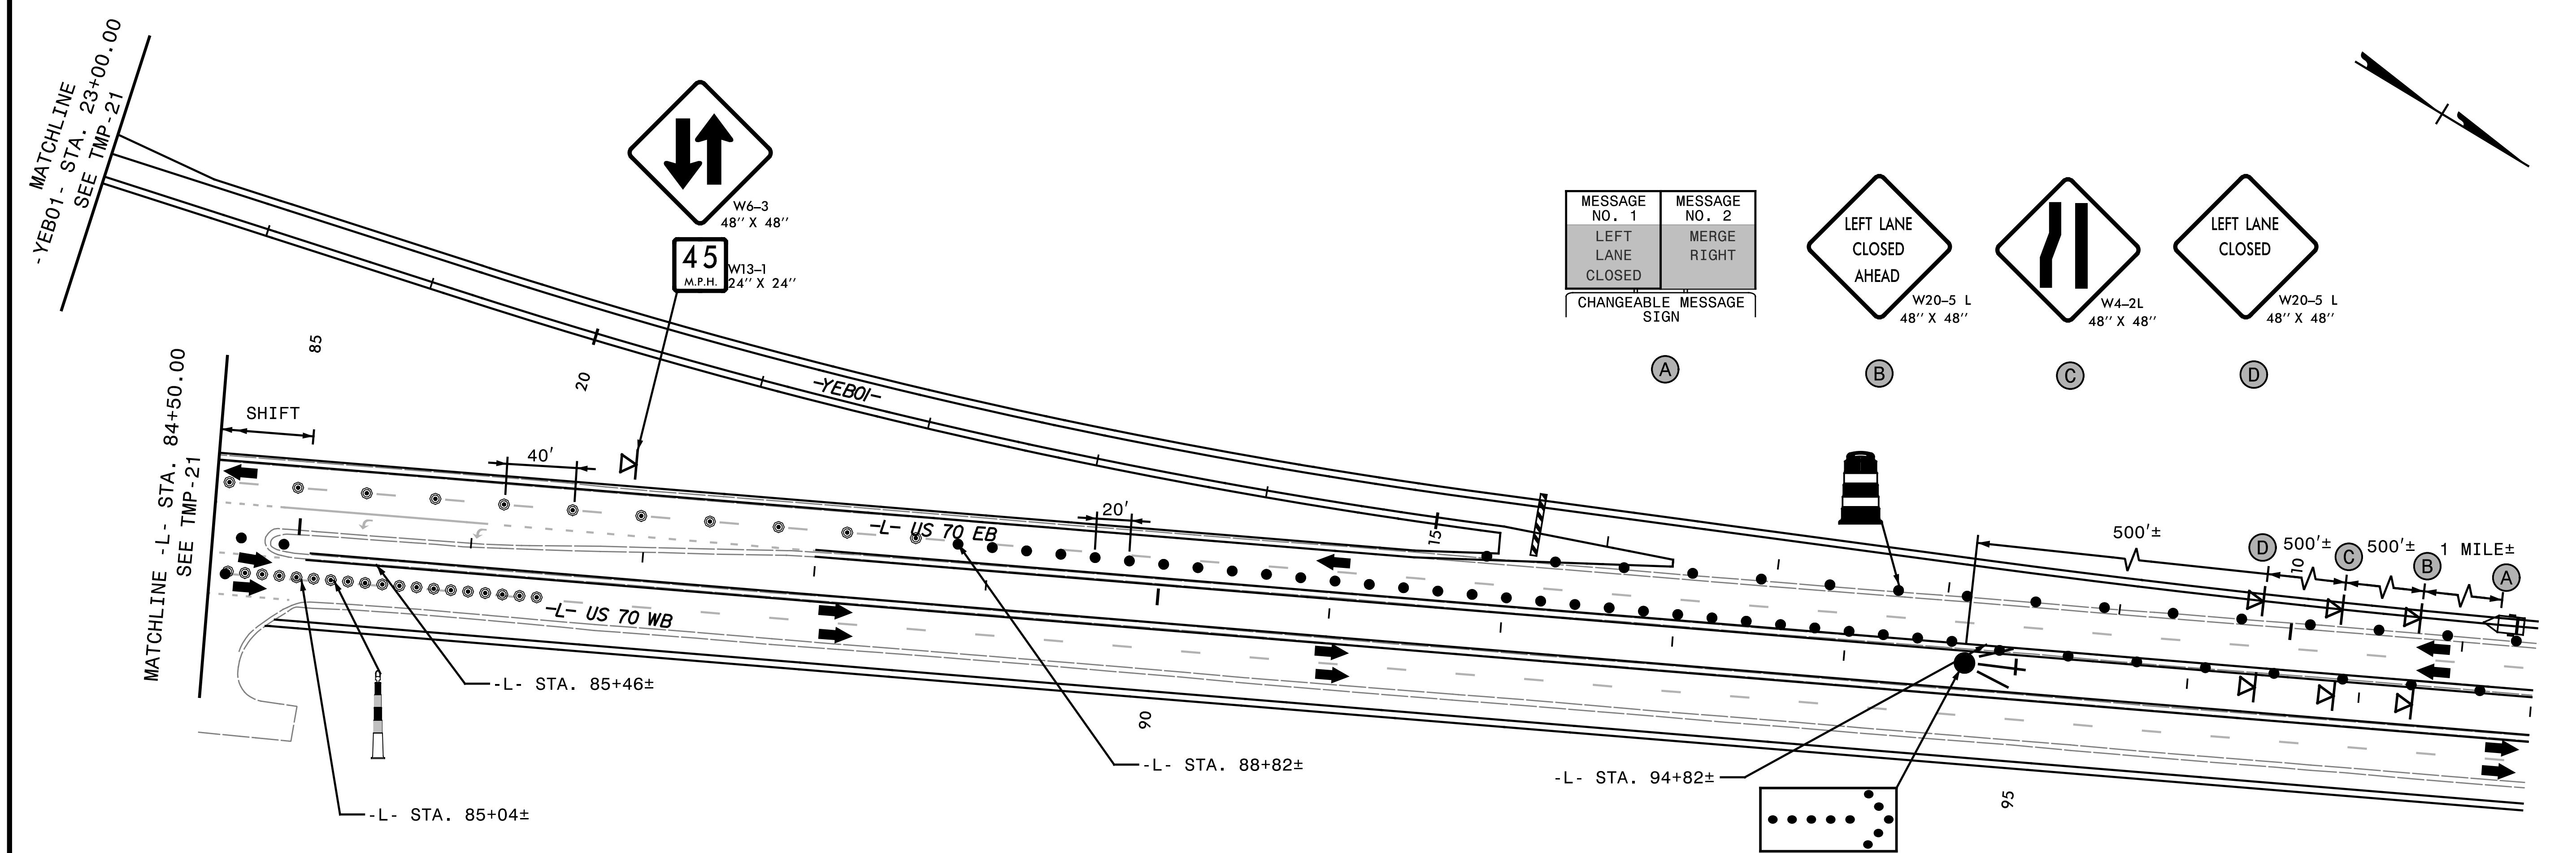 MATCHLINE
-YEB01- STA. 23+00.00
SEE TMP-21
MATCHLINE -L- STA. 84+50.00
SEE TMP-21
SHIFT
85
20
40'
W6-3
48'' X 48''
45
M.P.H.
W13-1
24'' X 24''
-YEB01-
-L- US 70 EB
20'
15
-L- US 70 WB
-L- STA. 85+46±
-L- STA. 85+04±
90
-L- STA. 88+82±
MESSAGE
NO. 1
MESSAGE
NO. 2
LEFT
LANE
CLOSED
MERGE
RIGHT
CHANGEABLE MESSAGE
SIGN
A
LEFT LANE
CLOSED
AHEAD
W20-5 L
48'' X 48''
B
W4-2L
48'' X 48''
C
LEFT LANE
CLOSED
W20-5 L
48'' X 48''
D
500'±
D
500'±
C
500'±
B
1 MILE±
A
10
-L- STA. 94+82±
95